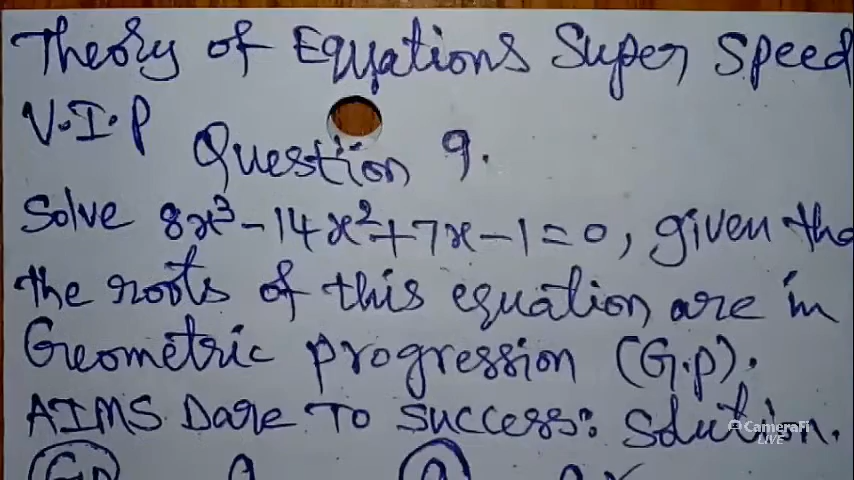 Theory of Equations Super Speed
V.I.P Question 9.
Solve 8x³-14x²+7x-1=0, given tha
the roots of this equation are in
Geometric progression (G.p).
AIMS Dare To Success: Solution.
CameraFi
LIVE